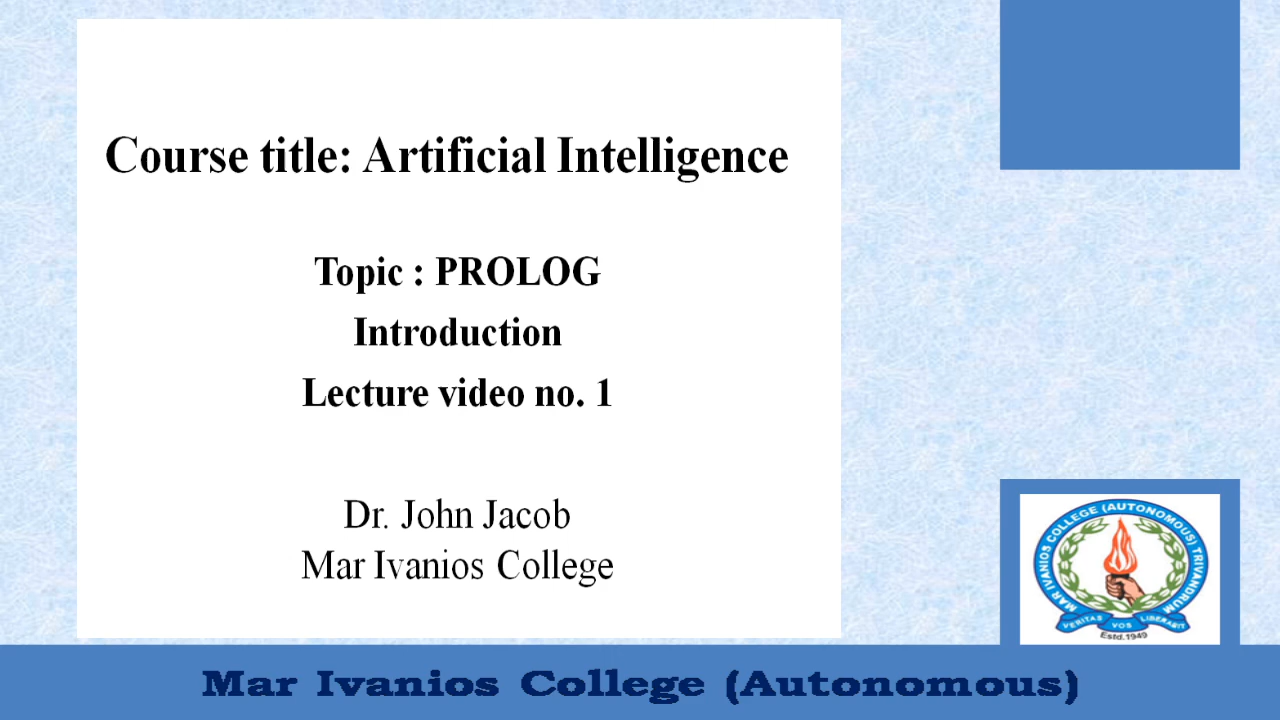 Course title: Artificial Intelligence
Topic : PROLOG
Introduction
Lecture video no. 1
Dr. John Jacob
Mar Ivanios College
MAR IVANIOS COLLEGE (AUTONOMOUS) TRIVANDRUM
VERITAS VOS LIBERABIT
Estd.1949
Mar Ivanios College (Autonomous)